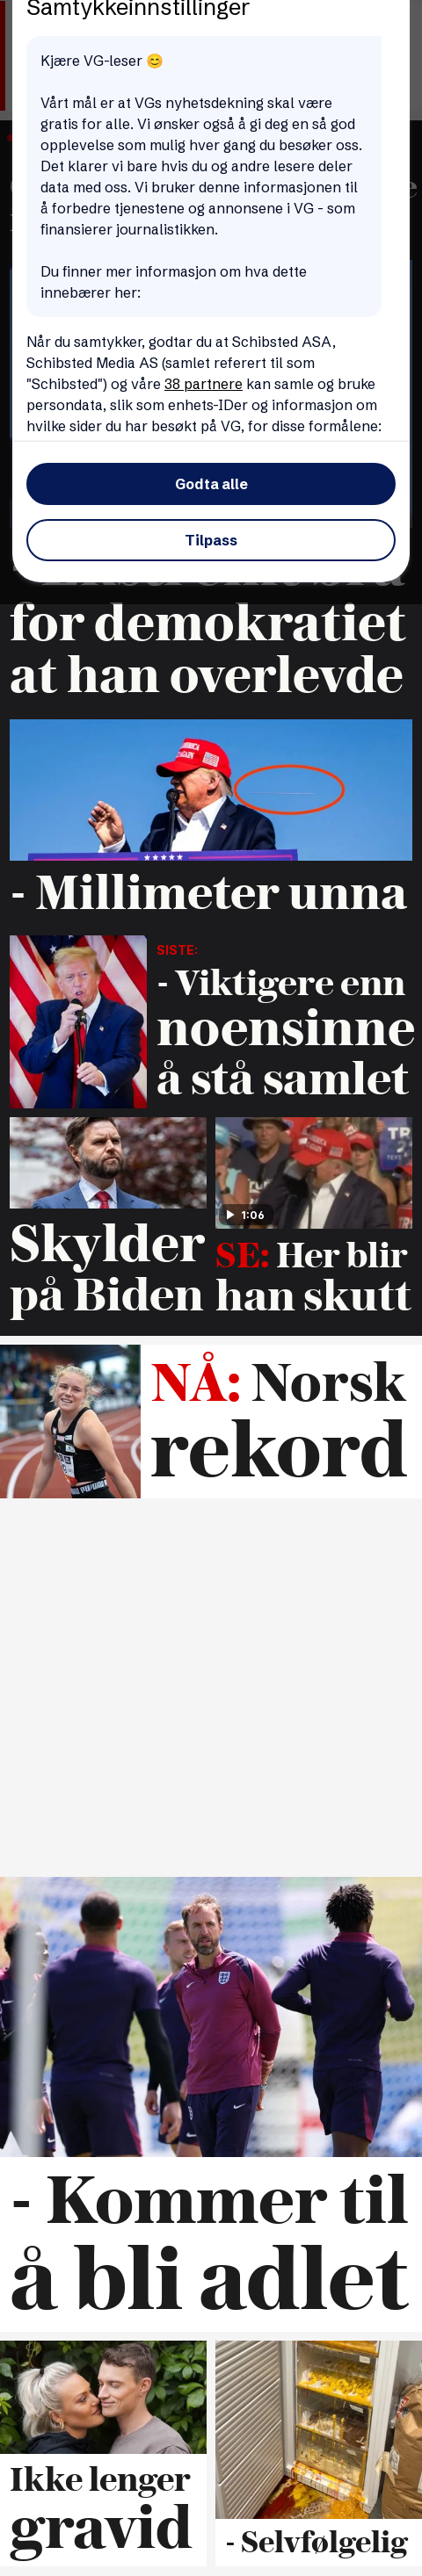 Samtykkeinnstillinger
Kjære VG-leser 😊
Vårt mål er at VGs nyhetsdekning skal være
gratis for alle. Vi ønsker også å gi deg en så god
opplevelse som mulig hver gang du besøker oss.
Det klarer vi bare hvis du og andre lesere deler
data med oss. Vi bruker denne informasjonen til
å forbedre tjenestene og annonsene i VG - som
finansierer journalistikken.
Du finner mer informasjon om hva dette
innebærer her:
Når du samtykker, godtar du at Schibsted ASA,
Schibsted Media AS (samlet referert til som
"Schibsted") og våre 38 partnere kan samle og bruke
persondata, slik som enhets-IDer og informasjon om
hvilke sider du har besøkt på VG, for disse formålene:
Godta alle
Tilpass
for demokratiet
at han overlevde
- Millimeter unna
SISTE:
- Viktigere enn
noensinne
å stå samlet
1:06
Skylder
på Biden
SE: Her blir
han skutt
NÅ: Norsk
rekord
- Kommer til
å bli adlet
Ikke lenger
gravid
- Selvfølgelig